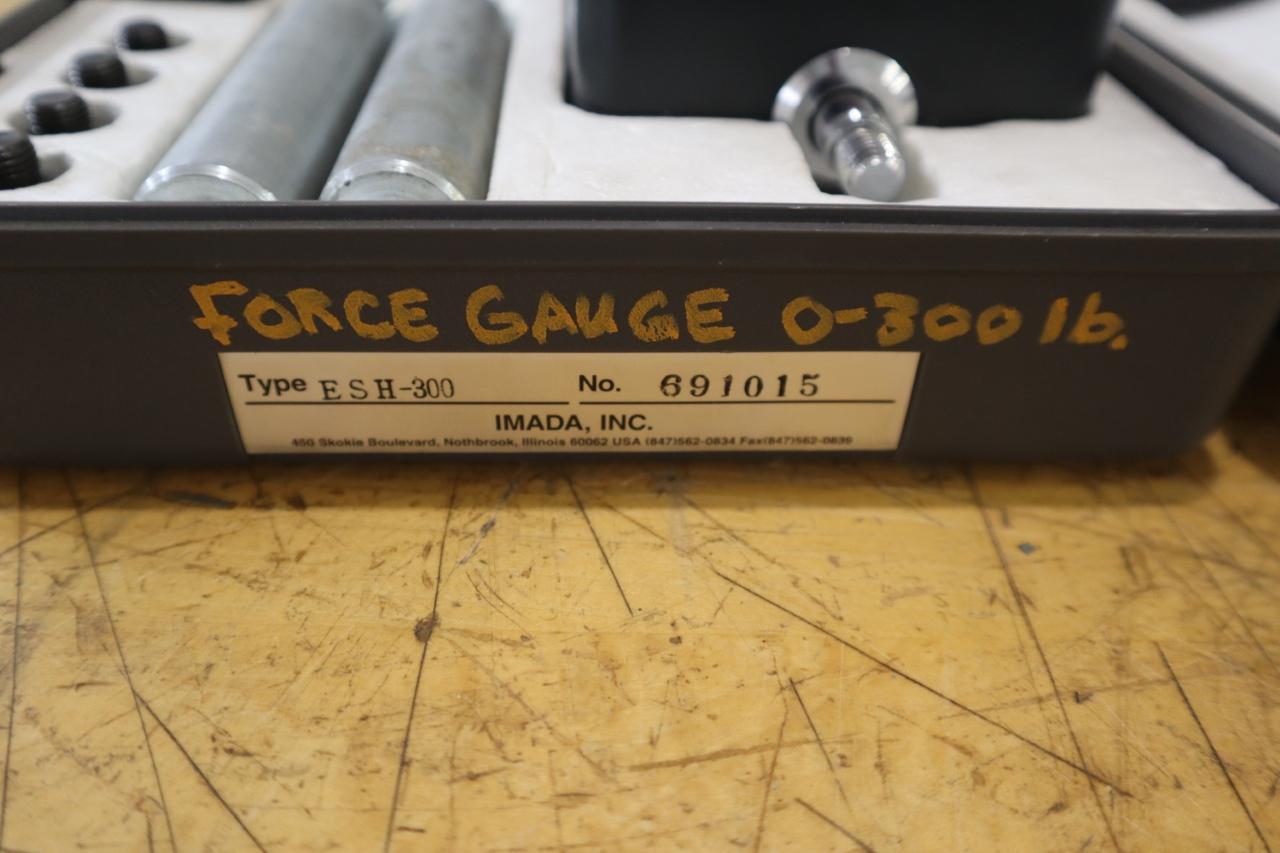 FORCE GAUGE 0-300 lb.
Type ESH-300 No. 691015
IMADA, INC.
450 Skokie Boulevard, Nothbrook, Illinois 60062 USA (847)562-0834 Fax(847)562-0839